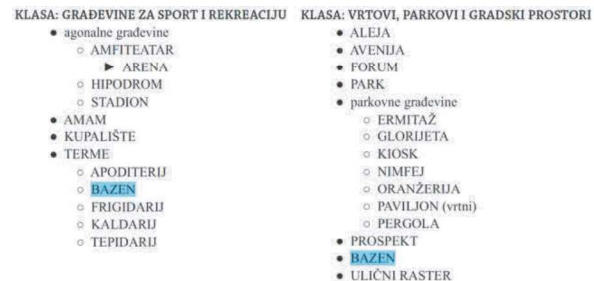 KLASA: GRAĐEVINE ZA SPORT I REKREACIJU
• agonalne građevine
○ AMFITEATAR
► ARENA
○ HIPODROM
○ STADION
• AMAM
• KUPALIŠTE
• TERME
○ APODITERIJ
○ BAZEN
○ FRIGIDARIJ
○ KALDARIJ
○ TEPIDARIJ
KLASA: VRTOVI, PARKOVI I GRADSKI PROSTORI
• ALEJA
• AVENIJA
• FORUM
• PARK
• parkovne građevine
○ ERMITAŽ
○ GLORIJETA
○ KIOSK
○ NIMFEJ
○ ORANŽERIJA
○ PAVILJON (vrtni)
○ PERGOLA
• PROSPEKT
• BAZEN
• ULIČNI RASTER